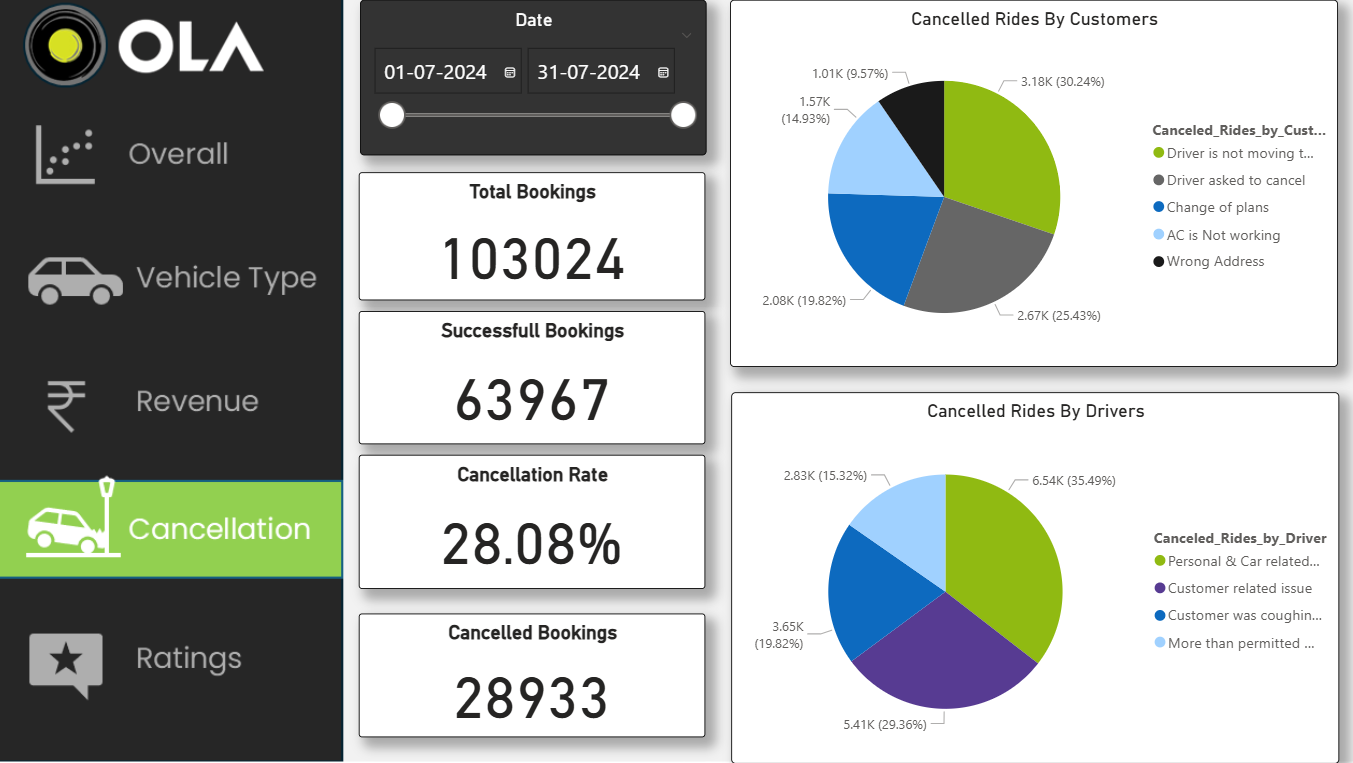 OLA
Overall
Vehicle Type
Revenue
Cancellation
Ratings
Date
01-07-2024
31-07-2024
Total Bookings
103024
Successfull Bookings
63967
Cancellation Rate
28.08%
Cancelled Bookings
28933
Cancelled Rides By Customers
1.01K (9.57%)
3.18K (30.24%)
1.57K
(14.93%)
2.08K (19.82%)
2.67K (25.43%)
Canceled_Rides_by_Cust...
Driver is not moving t...
Driver asked to cancel
Change of plans
AC is Not working
Wrong Address
Cancelled Rides By Drivers
2.83K (15.32%)
6.54K (35.49%)
3.65K
(19.82%)
5.41K (29.36%)
Canceled_Rides_by_Driver
Personal & Car related...
Customer related issue
Customer was coughin...
More than permitted ...